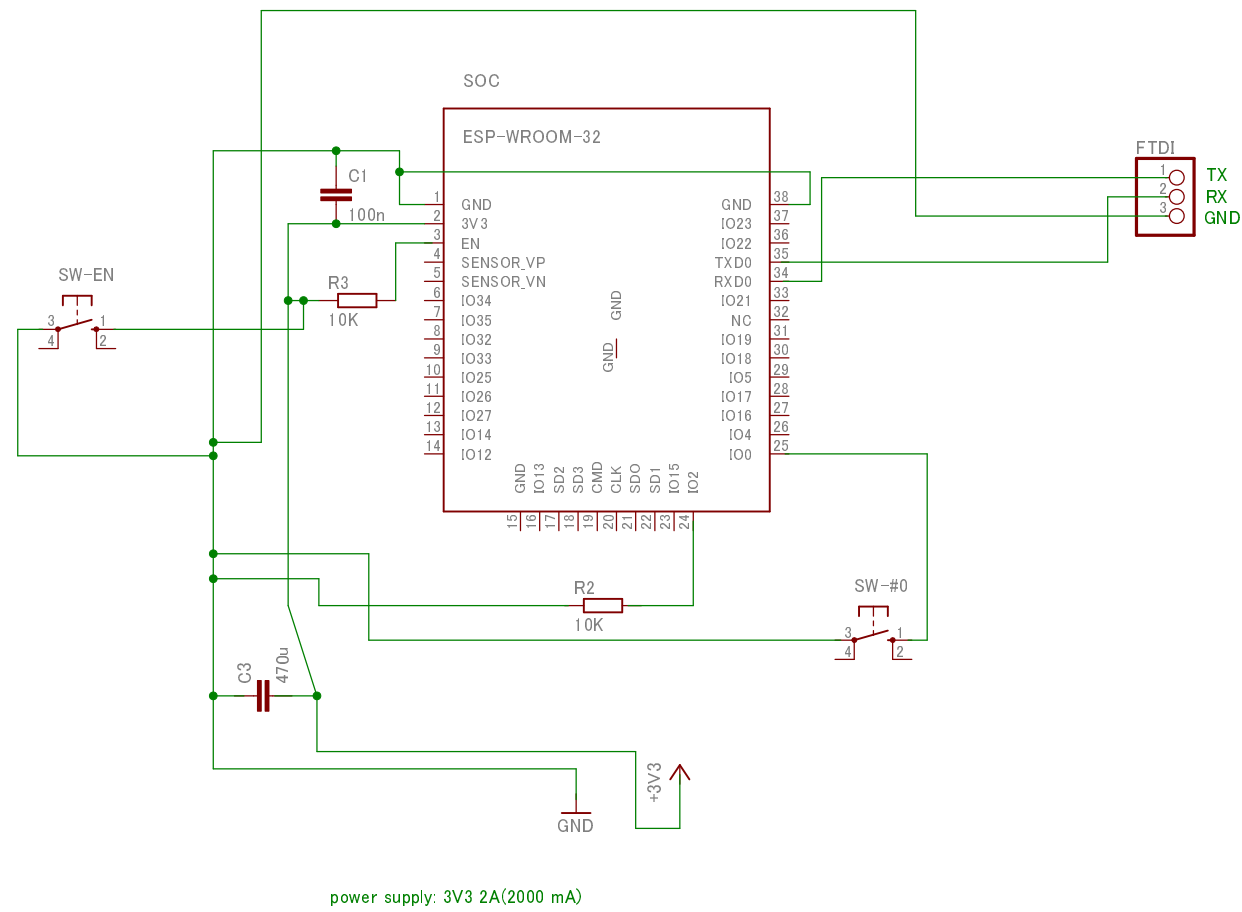 SOC
ESP-WROOM-32
FTDI
1 TX
2 RX
3 GND
C1
100n
1 GND
2 3V3
3 EN
4 SENSOR_VP
5 SENSOR_VN
6 IO34
7 IO35
8 IO32
9 IO33
10 IO25
11 IO26
12 IO27
13 IO14
14 IO12
GND 38
IO23 37
IO22 36
TXD0 35
RXD0 34
IO21 33
NC 32
IO19 31
IO18 30
IO5 29
IO17 28
IO16 27
IO4 26
IO0 25
GND
GND
SW-EN
3 1
4 2
R3
10K
GND IO13 SD2 SD3 CMD CLK SDO SD1 IO15 IO2
15 16 17 18 19 20 21 22 23 24
R2
10K
SW-#0
3 1
4 2
C3 470u
+3V3
GND
power supply: 3V3 2A(2000 mA)